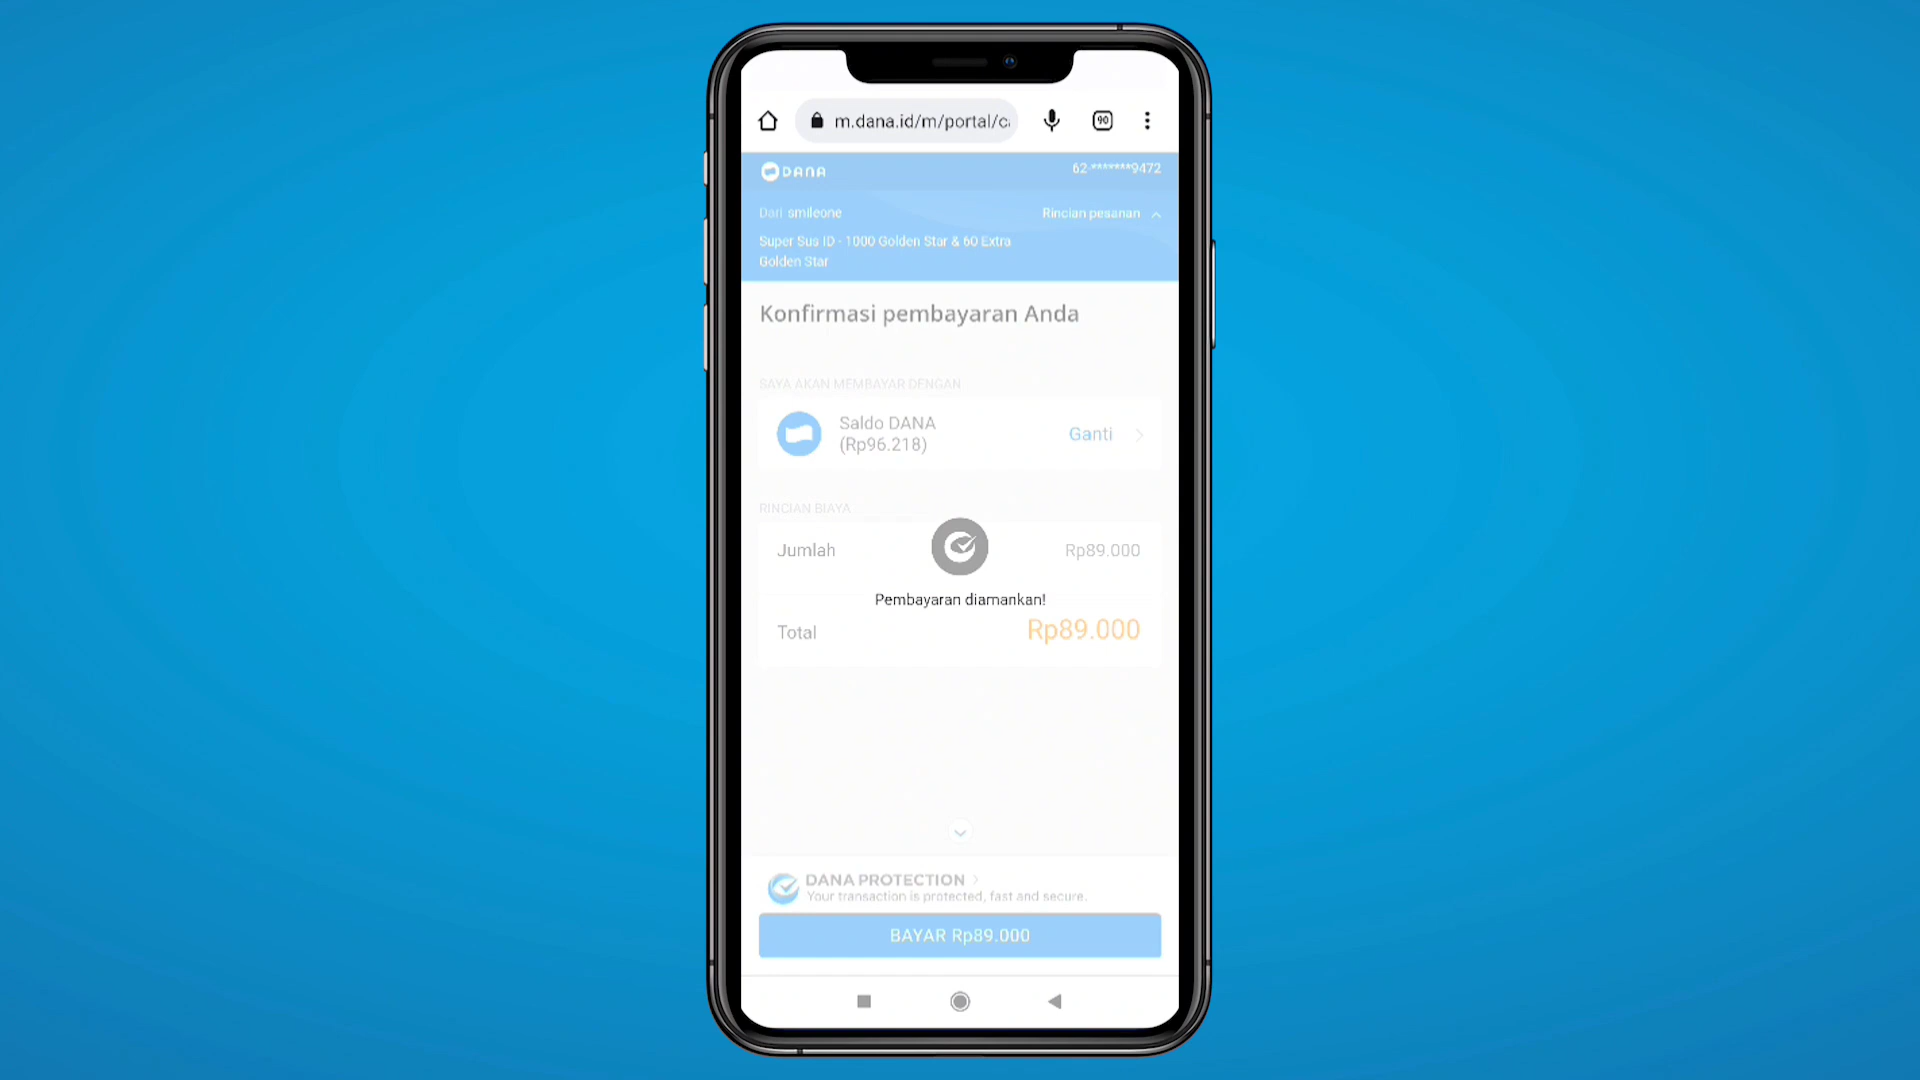 m.dana.id/m/portal/ca
90
DANA
62-*******9472
Dari smileone
Rincian pesanan
Super Sus ID - 1000 Golden Star & 60 Extra
Golden Star
Konfirmasi pembayaran Anda
SAYA AKAN MEMBAYAR DENGAN
Saldo DANA
(Rp96.218)
Ganti
RINCIAN BIAYA
Jumlah
Rp89.000
Pembayaran diamankan!
Total
Rp89.000
DANA PROTECTION
Your transaction is protected, fast and secure.
BAYAR Rp89.000